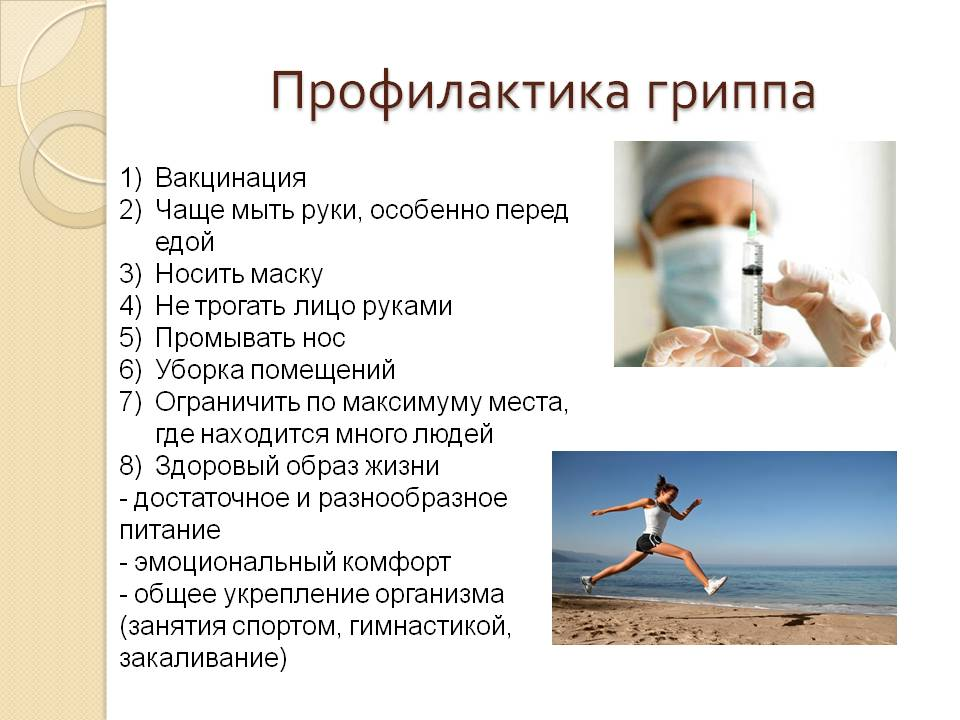 Профилактика гриппа
1) Вакцинация
2) Чаще мыть руки, особенно перед
едой
3) Носить маску
4) Не трогать лицо руками
5) Промывать нос
6) Уборка помещений
7) Ограничить по максимуму места,
где находится много людей
8) Здоровый образ жизни
- достаточное и разнообразное
питание
- эмоциональный комфорт
- общее укрепление организма
(занятия спортом, гимнастикой,
закаливание)